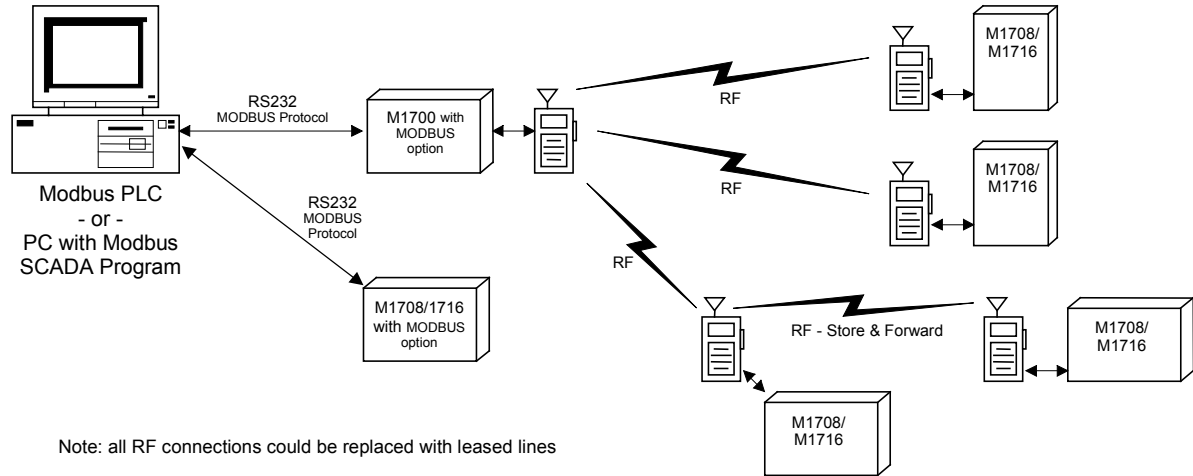 Modbus PLC
- or -
PC with Modbus
SCADA Program
RS232
MODBUS Protocol
RS232
MODBUS
Protocol
M1700 with
MODBUS
option
M1708/1716
with MODBUS
option
RF
M1708/
M1716
RF
M1708/
M1716
RF
RF - Store & Forward
M1708/
M1716
M1708/
M1716
Note: all RF connections could be replaced with leased lines